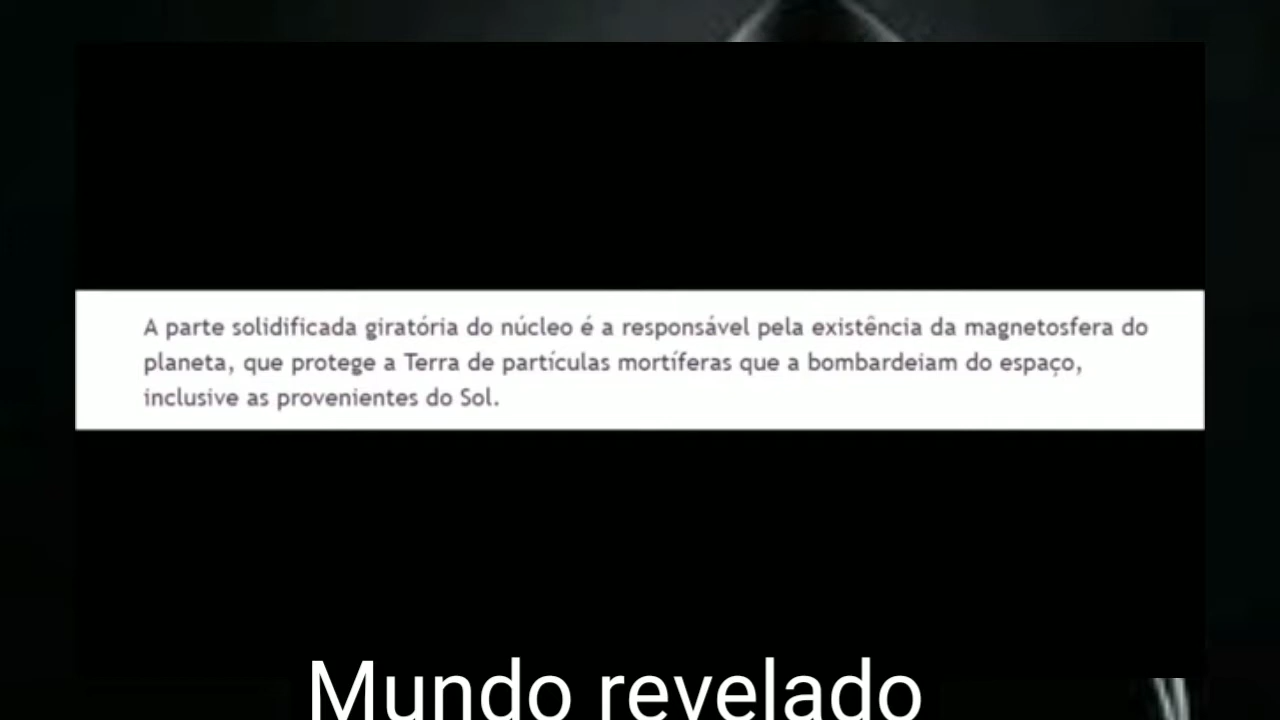 A parte solidificada giratória do núcleo é a responsável pela existência da magnetosfera do
planeta, que protege a Terra de partículas mortíferas que a bombardeiam do espaço,
inclusive as provenientes do Sol.
Mundo revelado